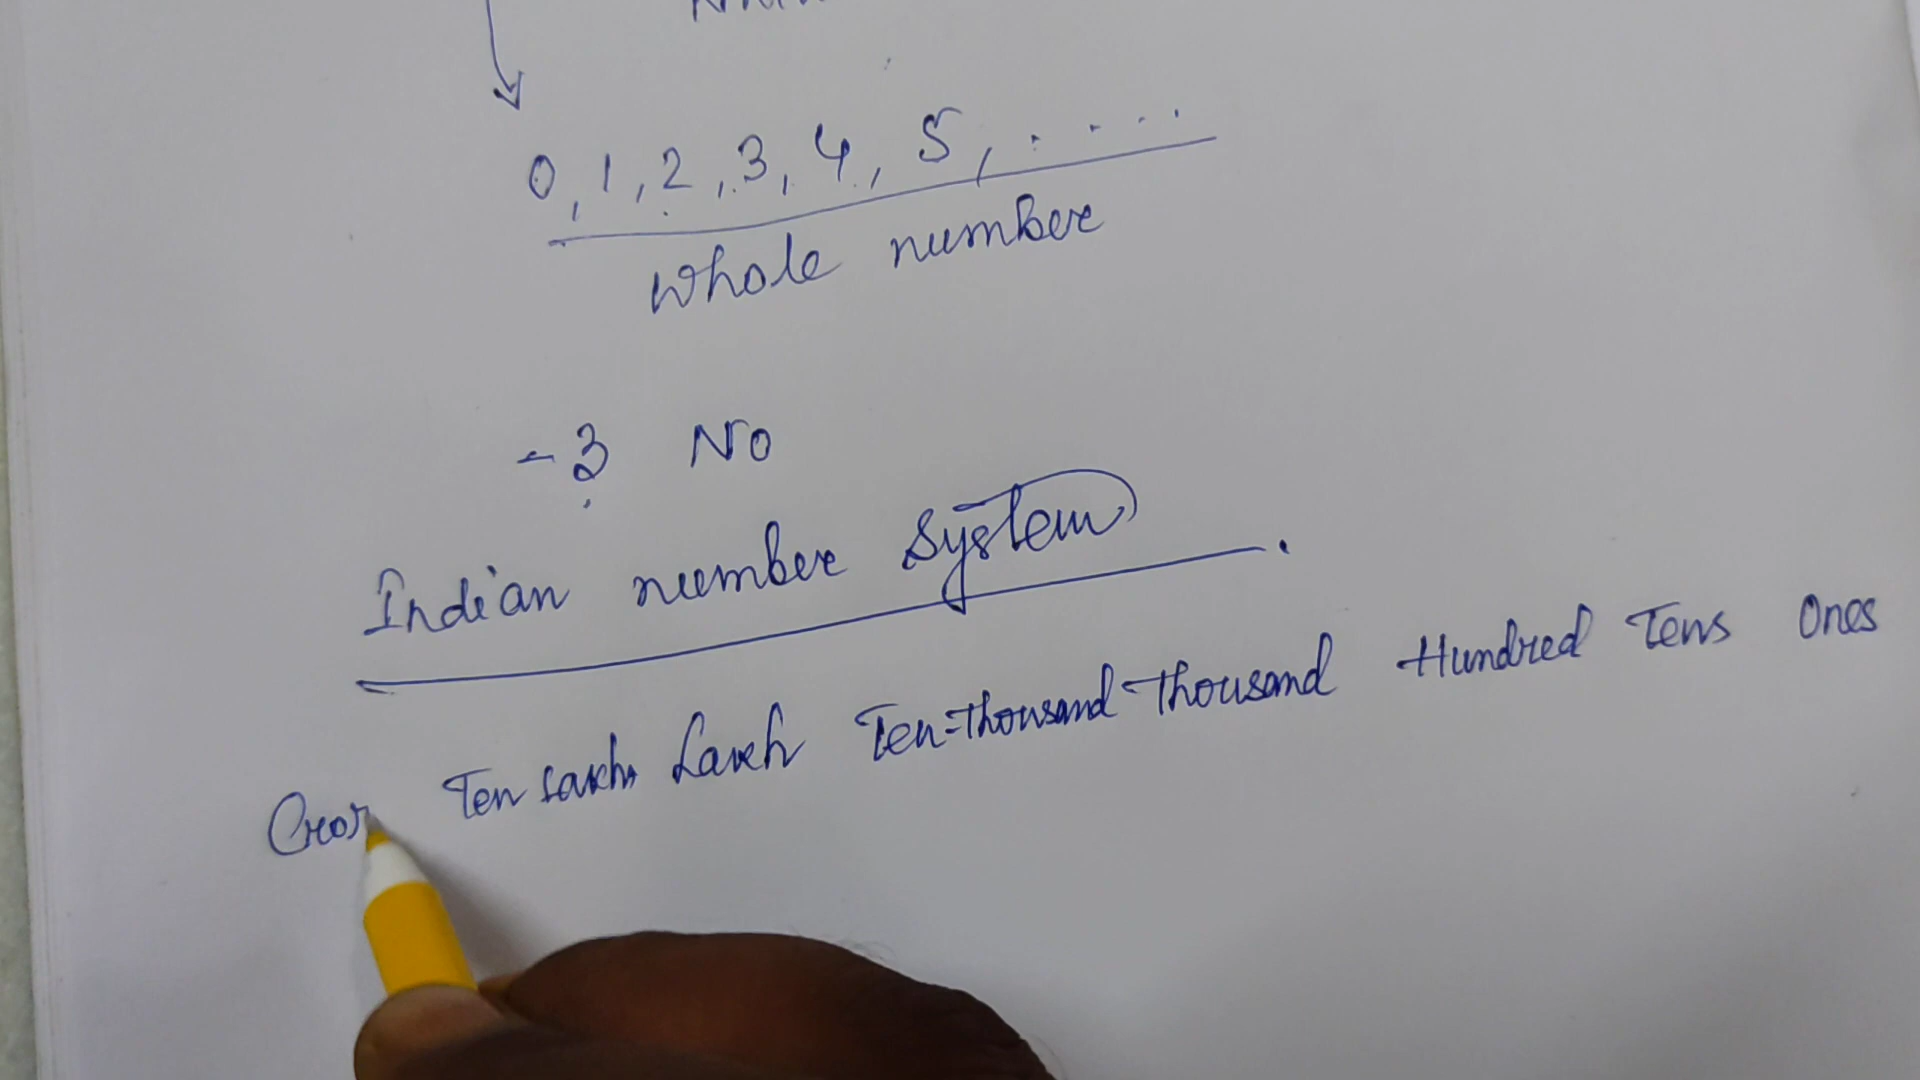 0, 1, 2, 3, 4, 5, .....
Whole number
-3 No
Indian number System
Cror Ten Lakh Lakh Ten-Thousand Thousand Hundred Tens Ones